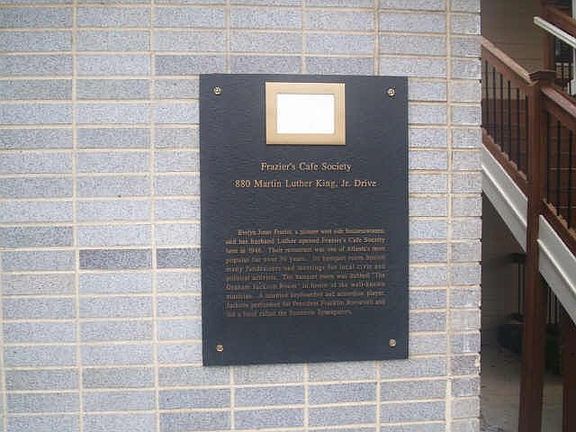 Frazier's Cafe Society
880 Martin Luther King, Jr. Drive
Evelyn Jones Frazier, a pioneer west side businesswoman,
and her husband Luther opened Frazier's Cafe Society
here in 1946. Their restaurant was one of Atlanta's most
popular for over 30 years. Its banquet room hosted
many fundraisers and meetings for local civic and
political activists. The banquet room was dubbed "The
Graham Jackson Room" in honor of the well-known
musician. A talented keyboardist and accordion player,
Jackson performed for President Franklin Roosevelt and
led a band called the Seminole Syncopators.